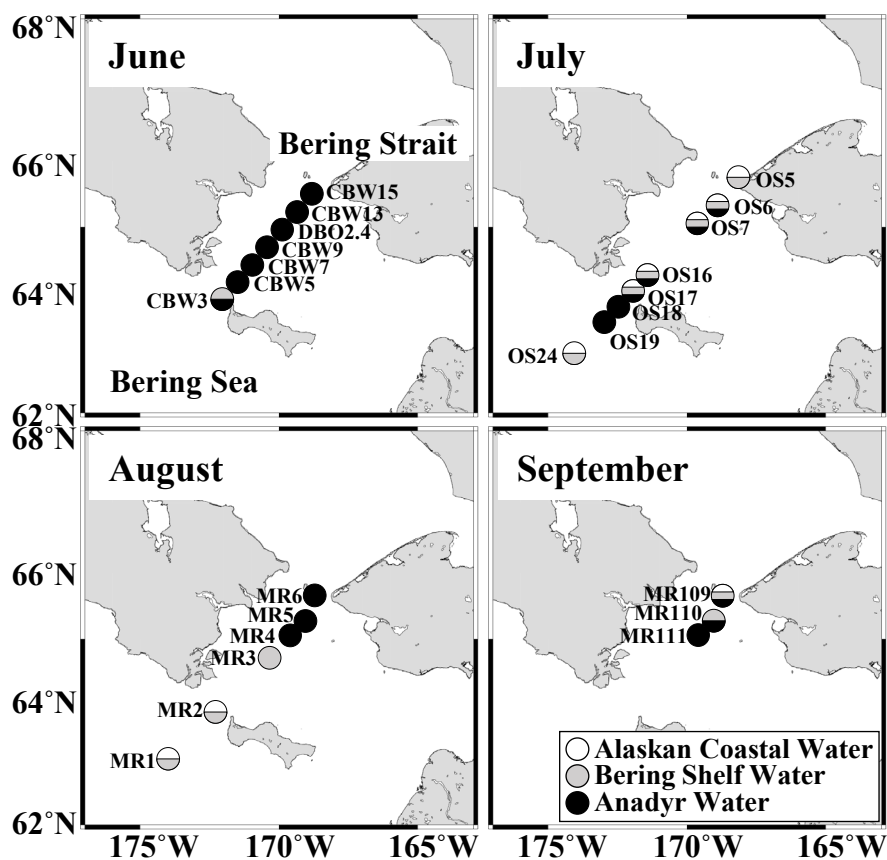 68°N
June
July
66°N
Bering Strait
CBW15
CBW13
DBO2.4
CBW9
CBW7
CBW5
CBW3
OS5
OS6
OS7
OS16
OS17
OS18
OS19
OS24
64°N
Bering Sea
62°N
68°N
August
September
66°N
MR6
MR5
MR4
MR3
MR2
MR1
MR109
MR110
MR111
64°N
Alaskan Coastal Water
Bering Shelf Water
Anadyr Water
62°N
175°W 170°W 165°W 175°W 170°W 165°W